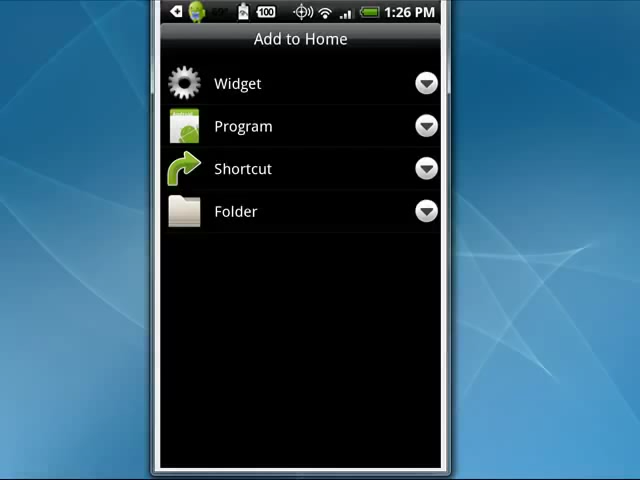 100
1:26 PM
Add to Home
Widget
Program
Shortcut
Folder